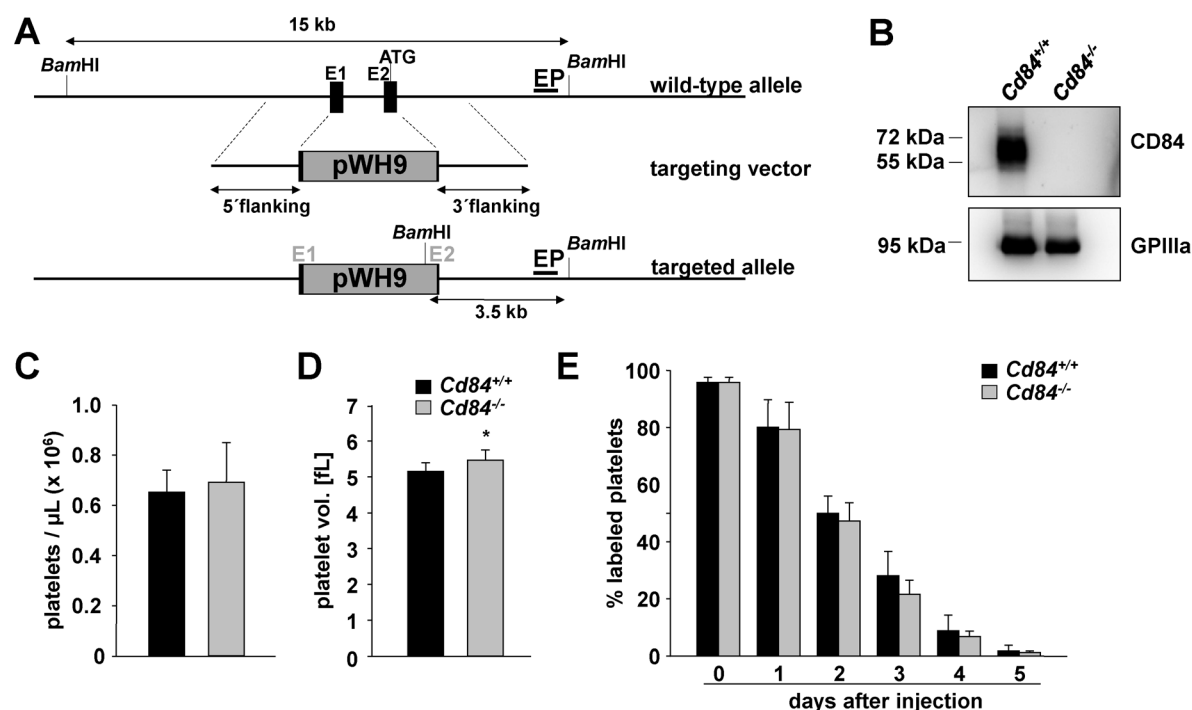 A
15 kb
BamHI
E1
E2
ATG
EP
BamHI
wild-type allele
pWH9
targeting vector
5´flanking
3´flanking
E1
BamHI
E2
EP
BamHI
pWH9
targeted allele
3.5 kb
B
Cd84+/+
Cd84-/-
72 kDa
55 kDa
CD84
95 kDa
GPIIIa
C
platelets / µL (x 10⁶)
1.0
0.8
0.6
0.4
0.2
0
D
Cd84+/+
Cd84-/-
platelet vol. [fL]
7
6
5
4
3
2
1
0
*
E
Cd84+/+
Cd84-/-
% labeled platelets
100
80
60
40
20
0
0 1 2 3 4 5
days after injection